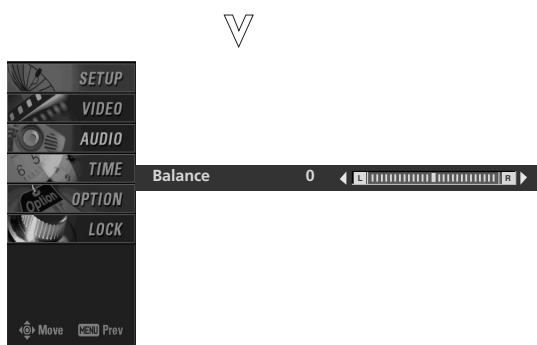 SETUP
VIDEO
AUDIO
TIME
Balance 0 L R
Option OPTION
LOCK
Move MENU Prev